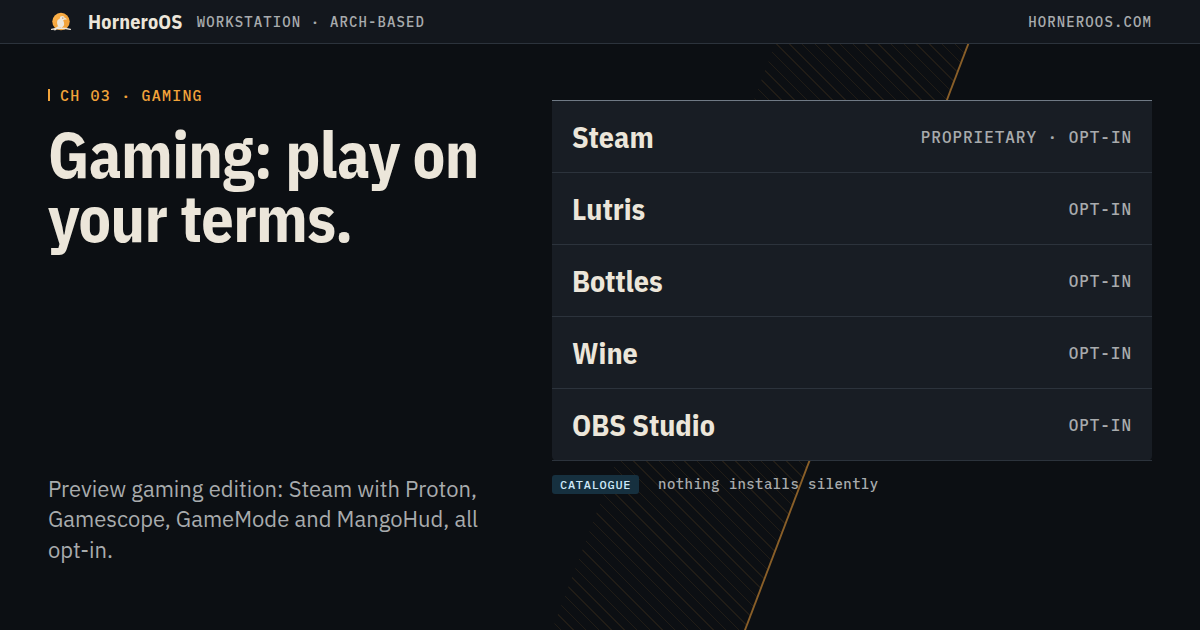 HorneroOS WORKSTATION · ARCH-BASED HORNEROOS.COM
CH 03 · GAMING
Gaming: play on
your terms.
Preview gaming edition: Steam with Proton,
Gamescope, GameMode and MangoHud, all
opt-in.
Steam PROPRIETARY · OPT-IN
Lutris OPT-IN
Bottles OPT-IN
Wine OPT-IN
OBS Studio OPT-IN
CATALOGUE nothing installs silently